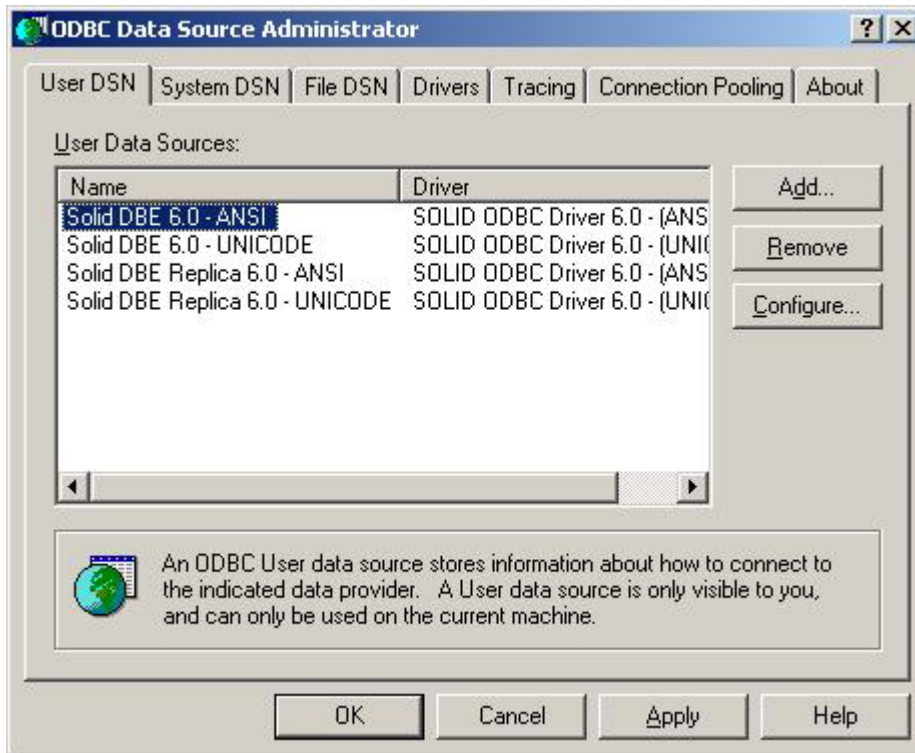 ODBC Data Source Administrator
User DSN System DSN File DSN Drivers Tracing Connection Pooling About
User Data Sources:
Name Driver
Solid DBE 6.0 - ANSI SOLID ODBC Driver 6.0 - (ANS
Solid DBE 6.0 - UNICODE SOLID ODBC Driver 6.0 - (UNIC
Solid DBE Replica 6.0 - ANSI SOLID ODBC Driver 6.0 - (ANS
Solid DBE Replica 6.0 - UNICODE SOLID ODBC Driver 6.0 - (UNIC
Add...
Remove
Configure...
An ODBC User data source stores information about how to connect to
the indicated data provider. A User data source is only visible to you,
and can only be used on the current machine.
OK Cancel Apply Help